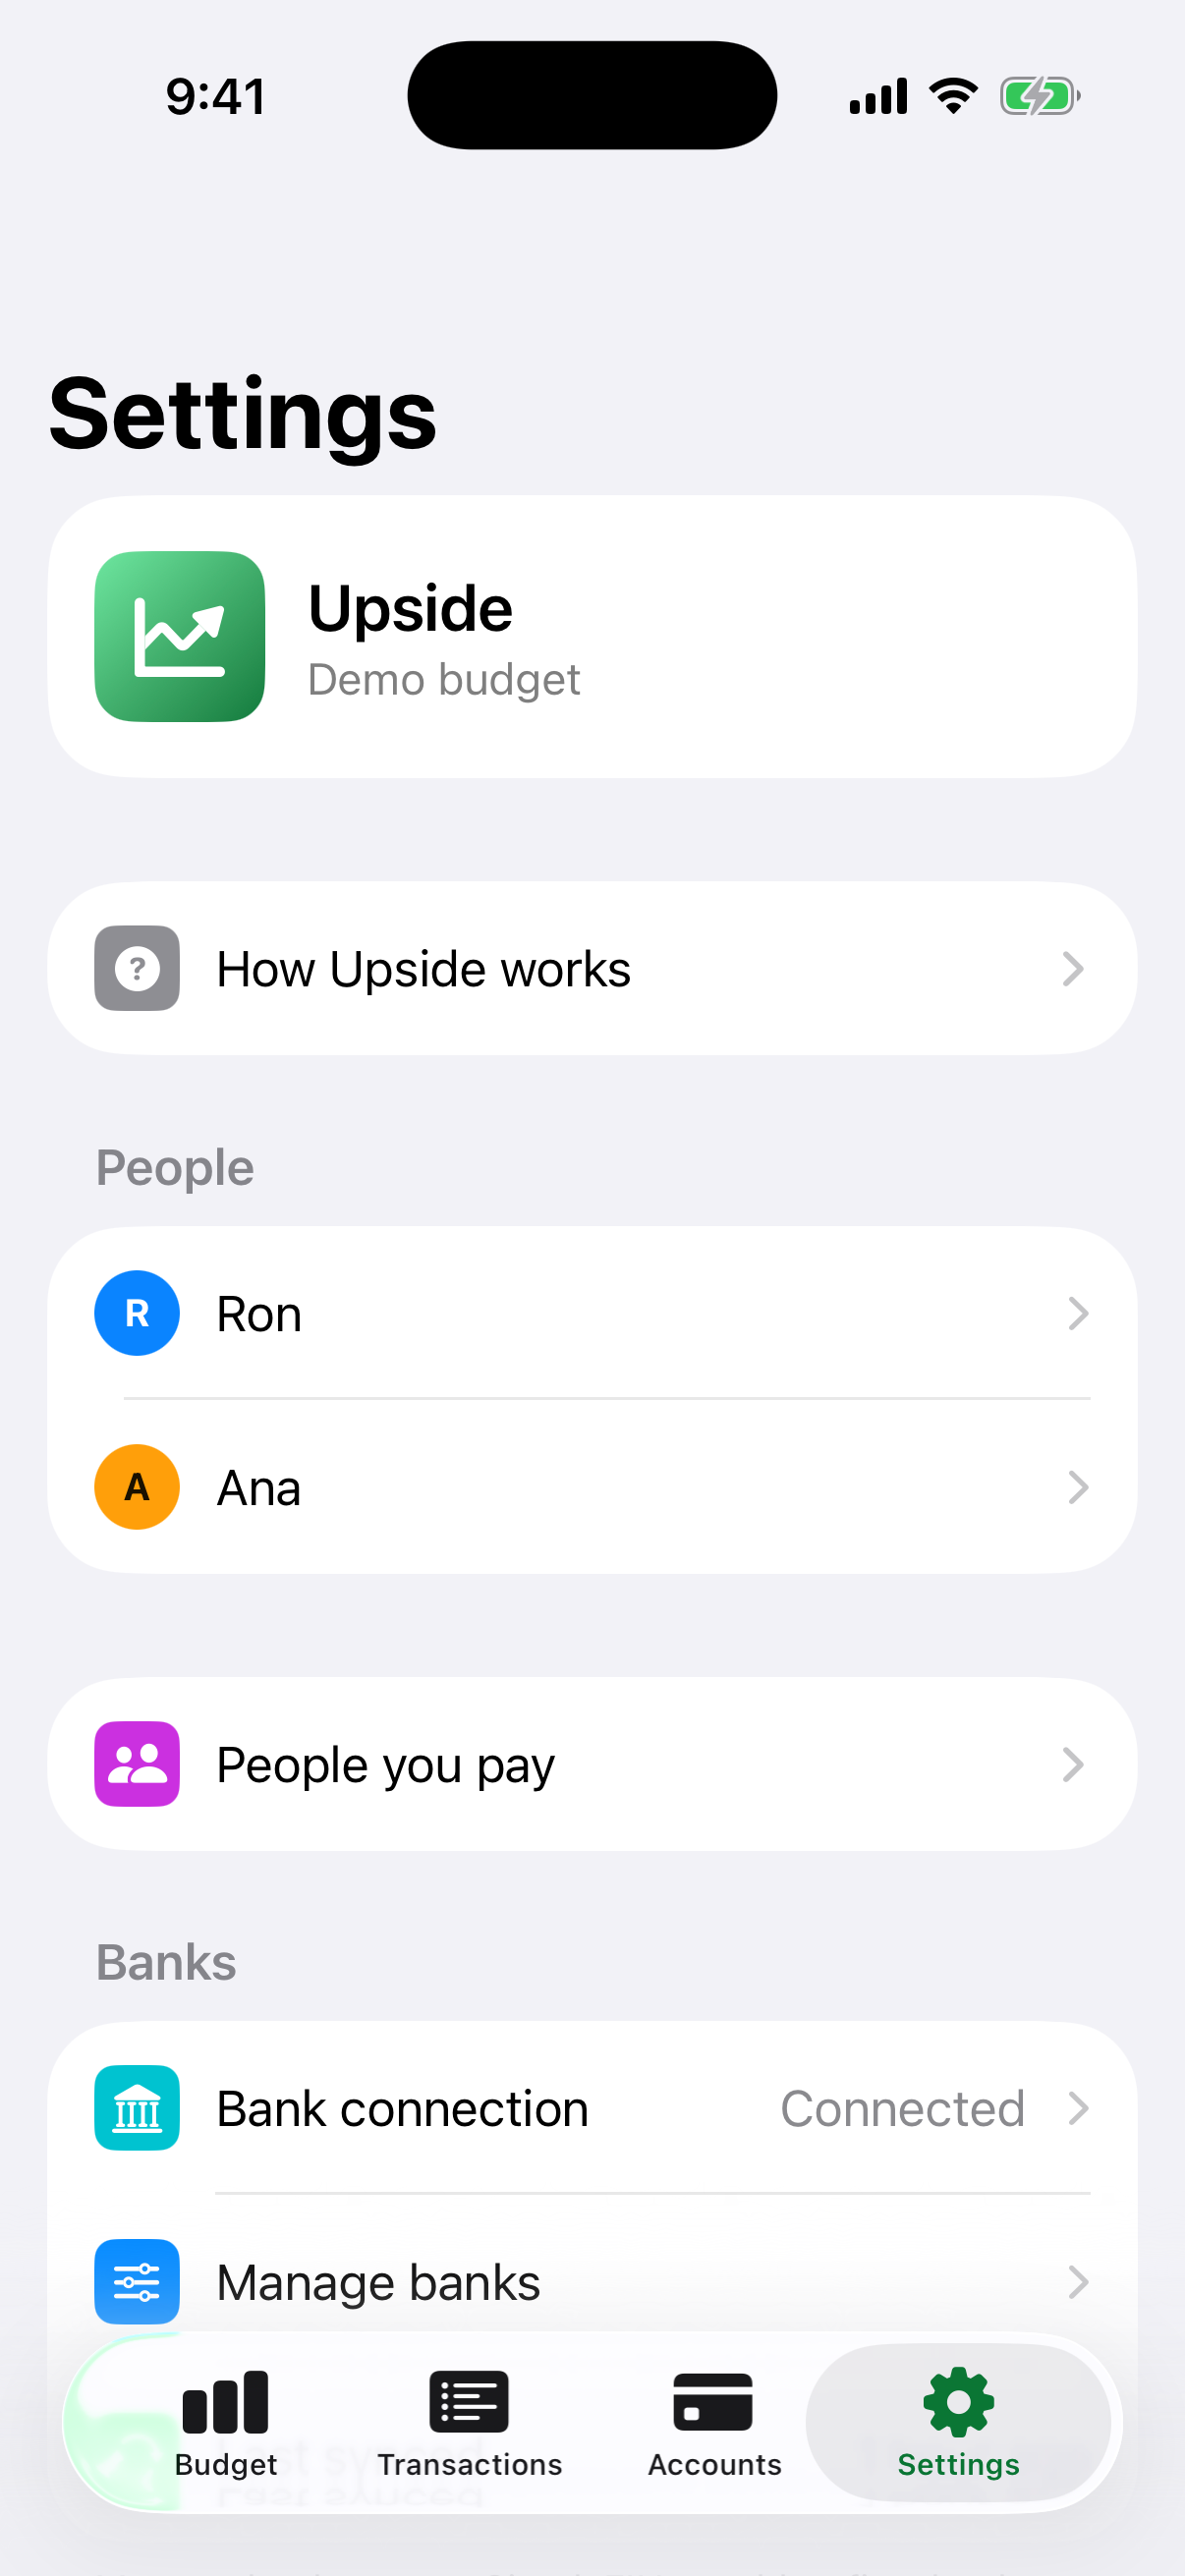 9:41
Settings
Upside
Demo budget
?
How Upside works
People
R
Ron
A
Ana
People you pay
Banks
Bank connection
Connected
Manage banks
Budget
Transactions
Accounts
Settings